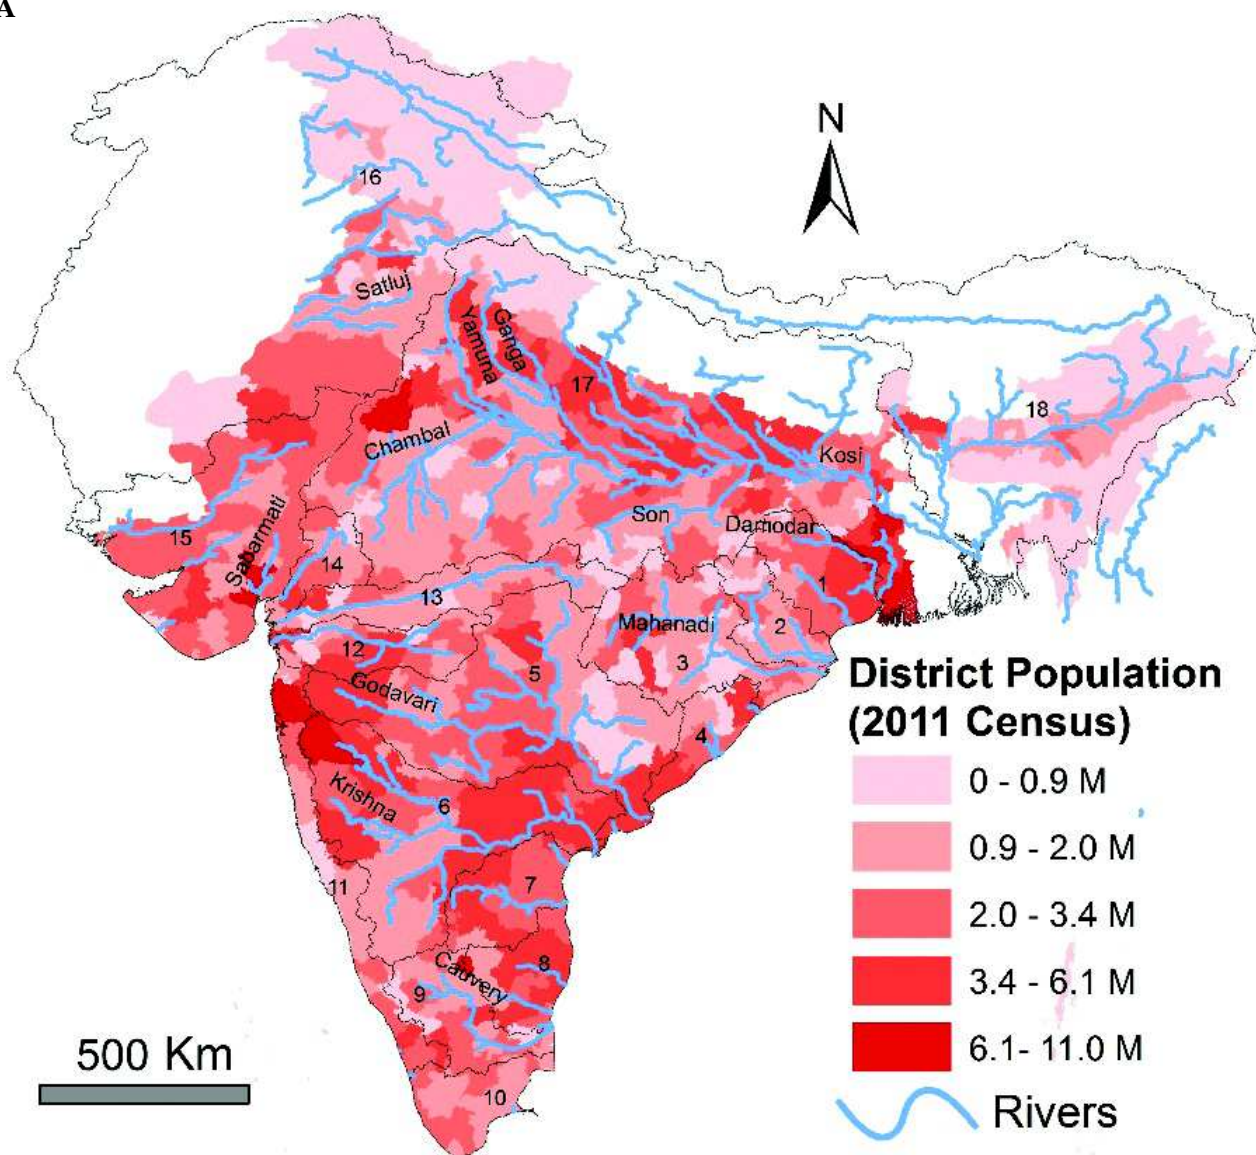 A
N
16
Satluj
Yamuna
Ganga
17
18
Chambal
Kosi
Son
Damodar
15
Sabarmati
14
13
1
Mahanadi
2
12
5
3
Godavari
4
Krishna
6
11
7
Cauvery
8
9
10
500 Km
District Population
(2011 Census)
0 - 0.9 M
0.9 - 2.0 M
2.0 - 3.4 M
3.4 - 6.1 M
6.1- 11.0 M
Rivers